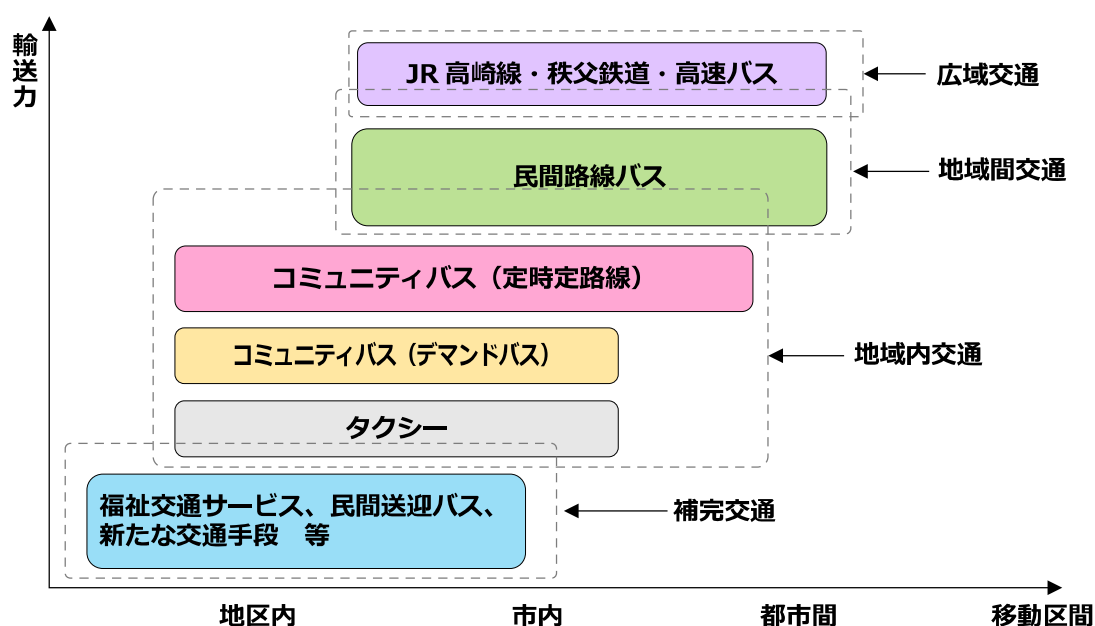 輸送力
JR 高崎線・秩父鉄道・高速バス
広域交通
民間路線バス
地域間交通
コミュニティバス（定時定路線）
コミュニティバス（デマンドバス）
地域内交通
タクシー
福祉交通サービス、民間送迎バス、
新たな交通手段　等
補完交通
地区内
市内
都市間
移動区間